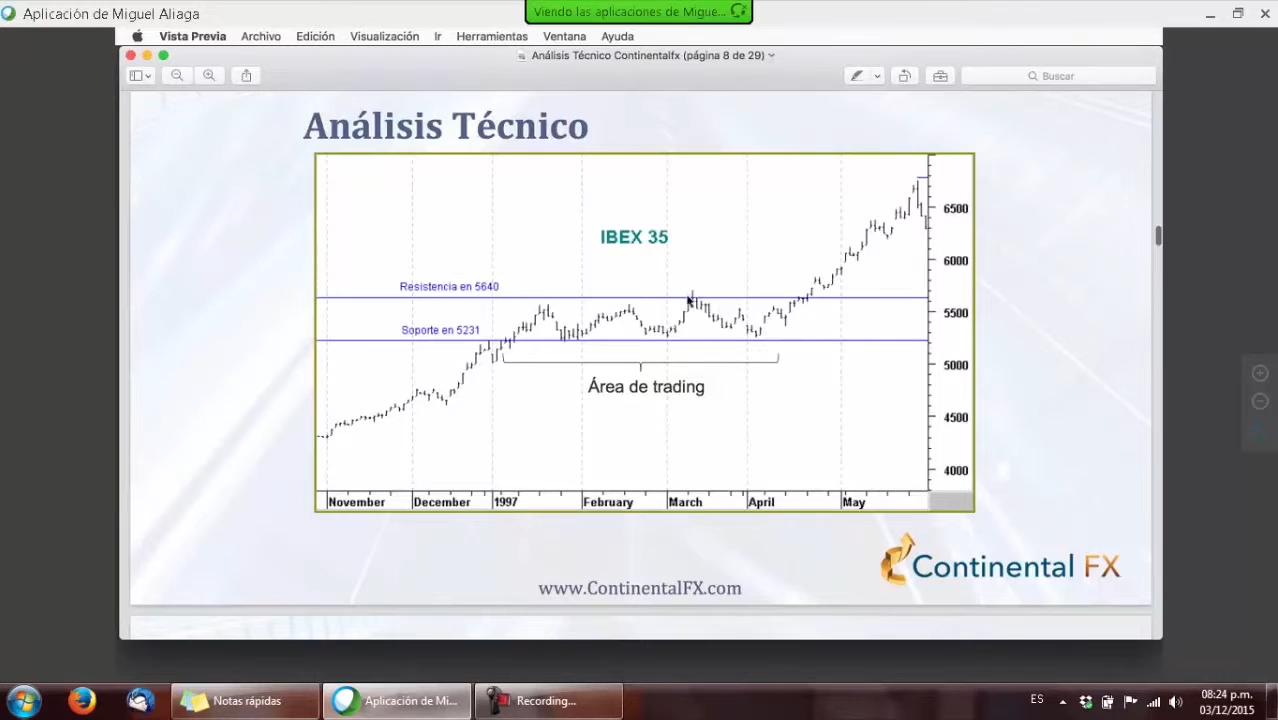 Aplicación de Miguel Aliaga
Viendo las aplicaciones de Migue...
Vista Previa Archivo Edición Visualización Ir Herramientas Ventana Ayuda
Análisis Técnico Continentalfx (página 8 de 29)
Buscar
Análisis Técnico
6500
IBEX 35
6000
Resistencia en 5640
5500
Soporte en 5231
5000
Área de trading
4500
4000
November December 1997 February March April May
Continental FX
www.ContinentalFX.com
Notas rápidas Aplicación de Mi... Recording...
ES
08:24 p.m.
03/12/2015